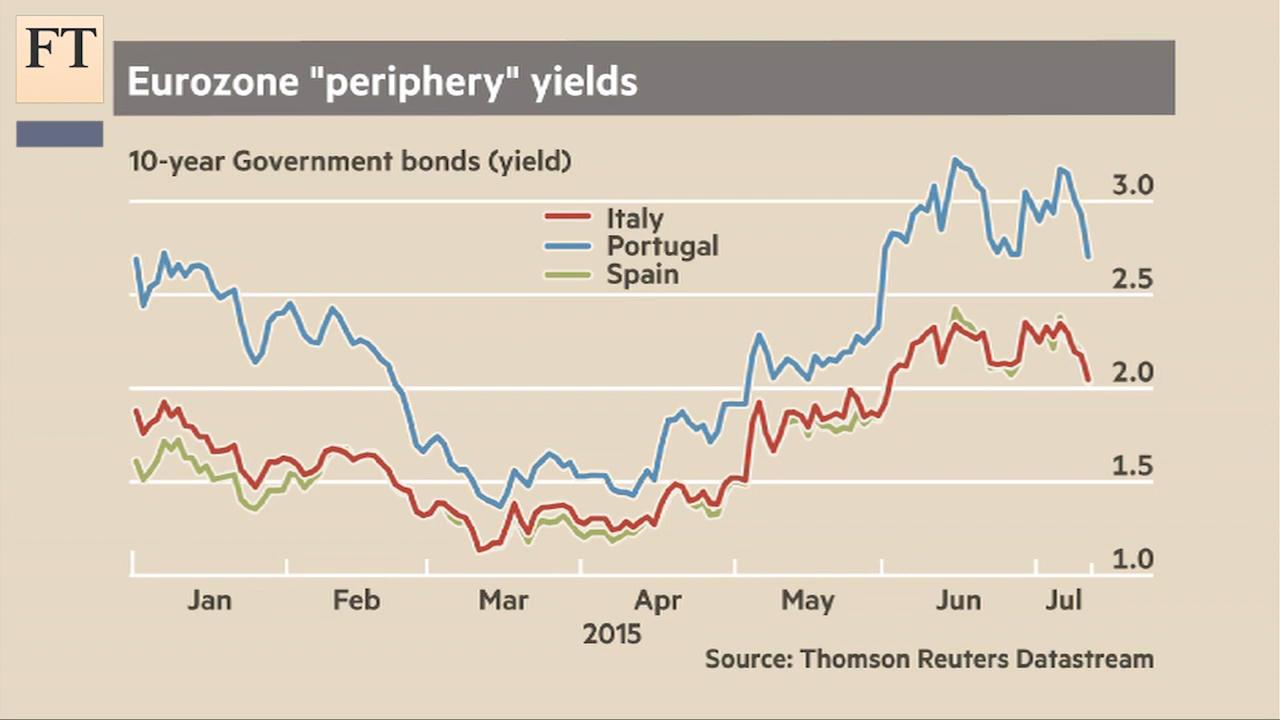 FT
Eurozone "periphery" yields
10-year Government bonds (yield)
Italy
Portugal
Spain
3.0
2.5
2.0
1.5
1.0
Jan Feb Mar Apr May Jun Jul
2015
Source: Thomson Reuters Datastream